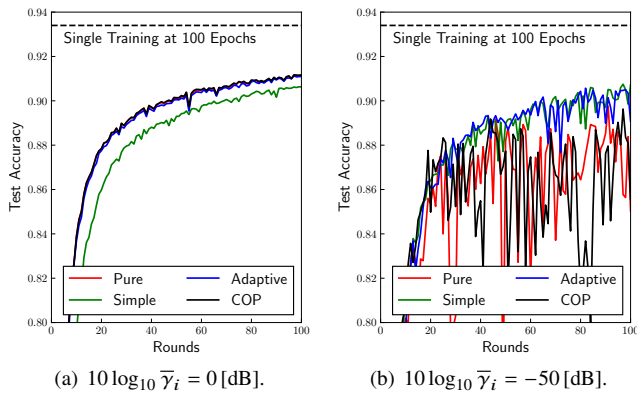 0.94
0.92
0.90
0.88
0.86
0.84
0.82
0.80
Test Accuracy
Single Training at 100 Epochs
Pure
Simple
Adaptive
COP
0 20 40 60 80 100
Rounds
(a) 10 log₁₀ γ̅ᵢ = 0 [dB].
0.94
0.92
0.90
0.88
0.86
0.84
0.82
0.80
Test Accuracy
Single Training at 100 Epochs
Pure
Simple
Adaptive
COP
0 20 40 60 80 100
Rounds
(b) 10 log₁₀ γ̅ᵢ = −50 [dB].